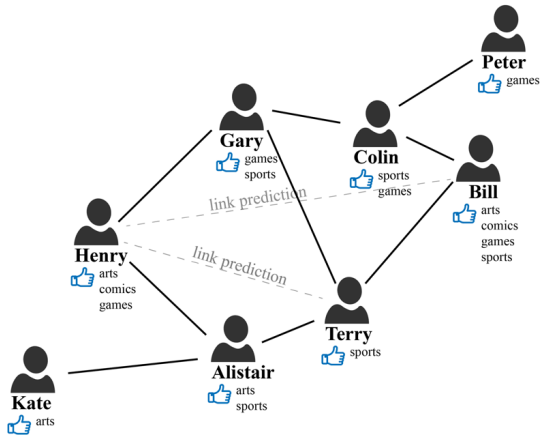 Peter
games
Gary
games
sports
Colin
sports
games
Bill
arts
comics
games
sports
link prediction
Henry
arts
comics
games
link prediction
Terry
sports
Alistair
arts
sports
Kate
arts